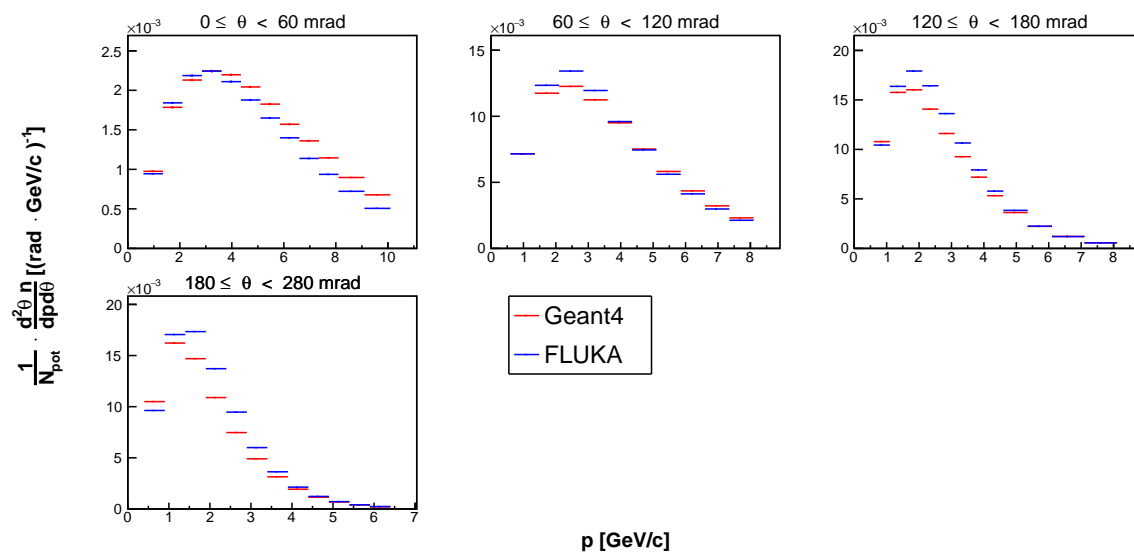 0 ≤ θ < 60 mrad
×10⁻³
2.5
2
1.5
1
0.5
0
0 2 4 6 8 10
60 ≤ θ < 120 mrad
×10⁻³
15
10
5
0
0 1 2 3 4 5 6 7 8
120 ≤ θ < 180 mrad
×10⁻³
20
15
10
5
0
0 1 2 3 4 5 6 7 8
180 ≤ θ < 280 mrad
×10⁻³
20
15
10
5
0
0 1 2 3 4 5 6 7
Geant4
FLUKA
1/N_pot · d²θ n/dpdθ [(rad · GeV/c )⁻¹]
p [GeV/c]